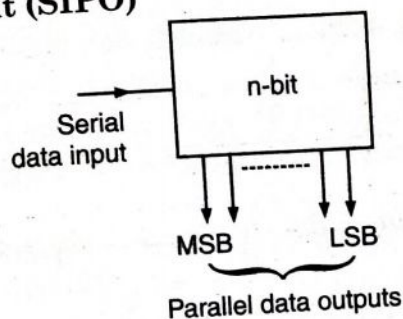 (SIPO)
n-bit
Serial
data input
MSB LSB
Parallel data outputs